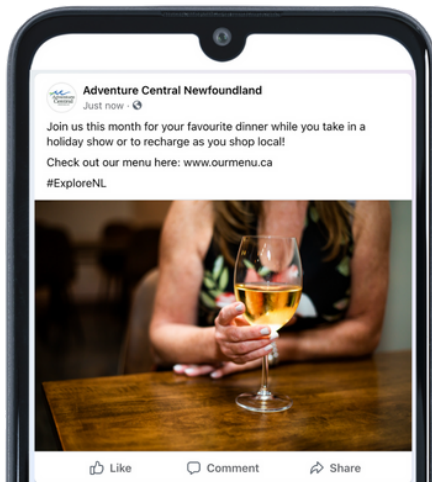 Adventure Central Newfoundland
Just now ·
Join us this month for your favourite dinner while you take in a
holiday show or to recharge as you shop local!
Check out our menu here: www.ourmenu.ca
#ExploreNL
Like
Comment
Share